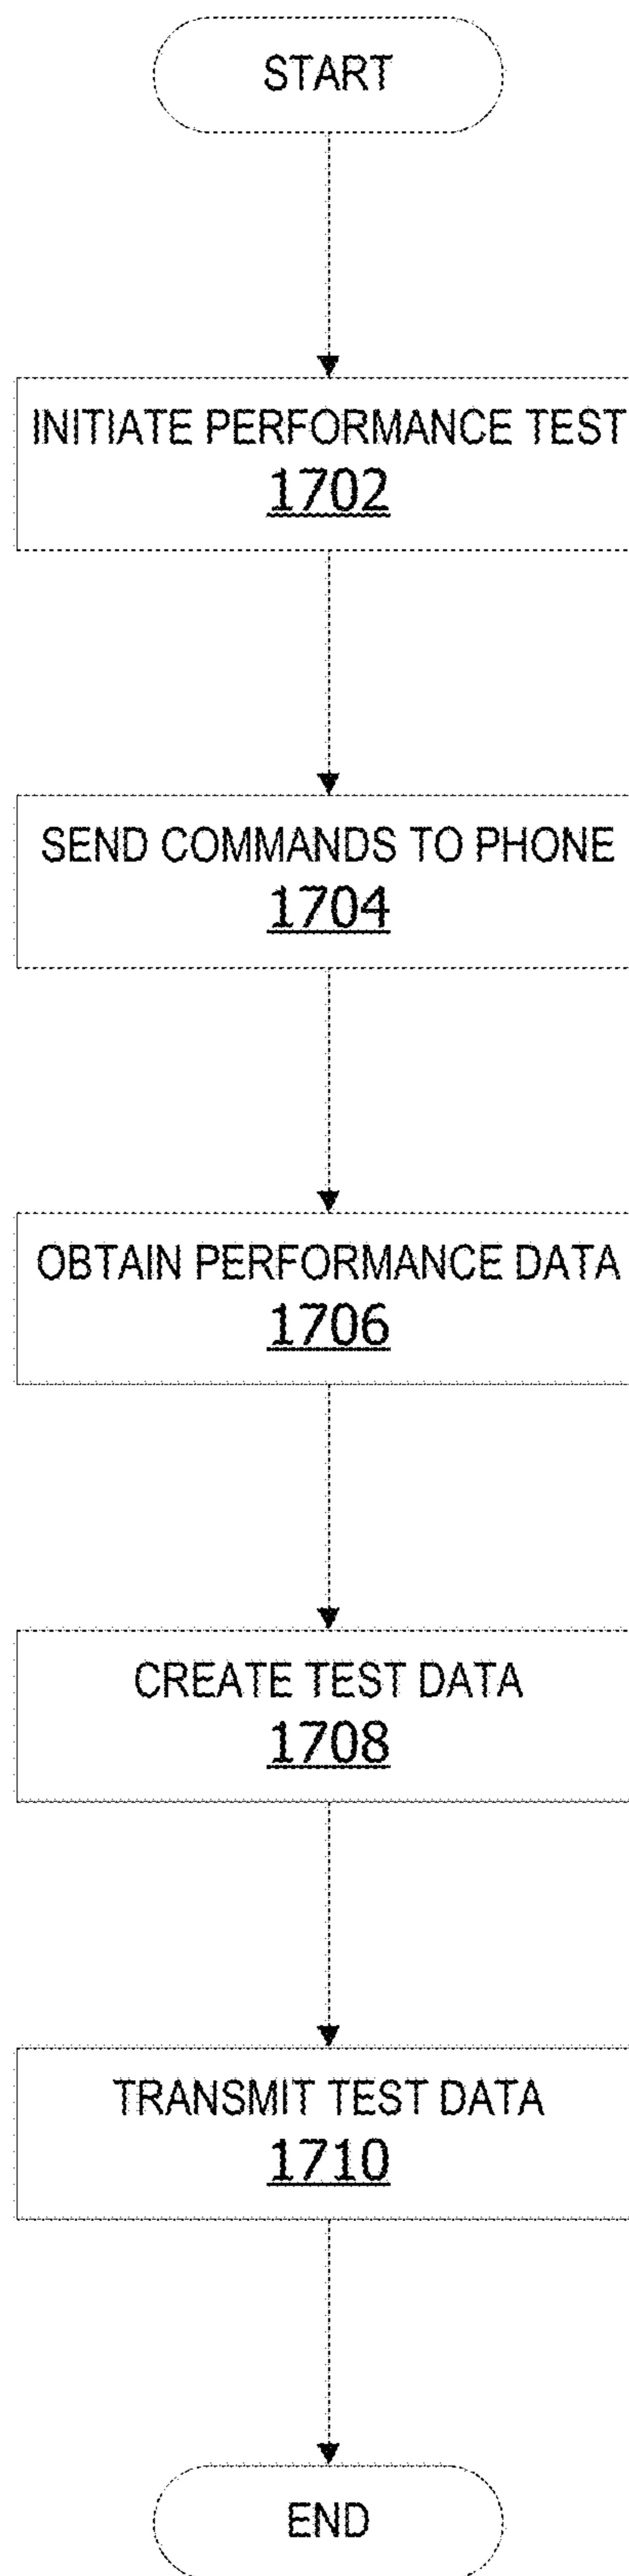 START
INITIATE PERFORMANCE TEST
1702
SEND COMMANDS TO PHONE
1704
OBTAIN PERFORMANCE DATA
1706
CREATE TEST DATA
1708
TRANSMIT TEST DATA
1710
END